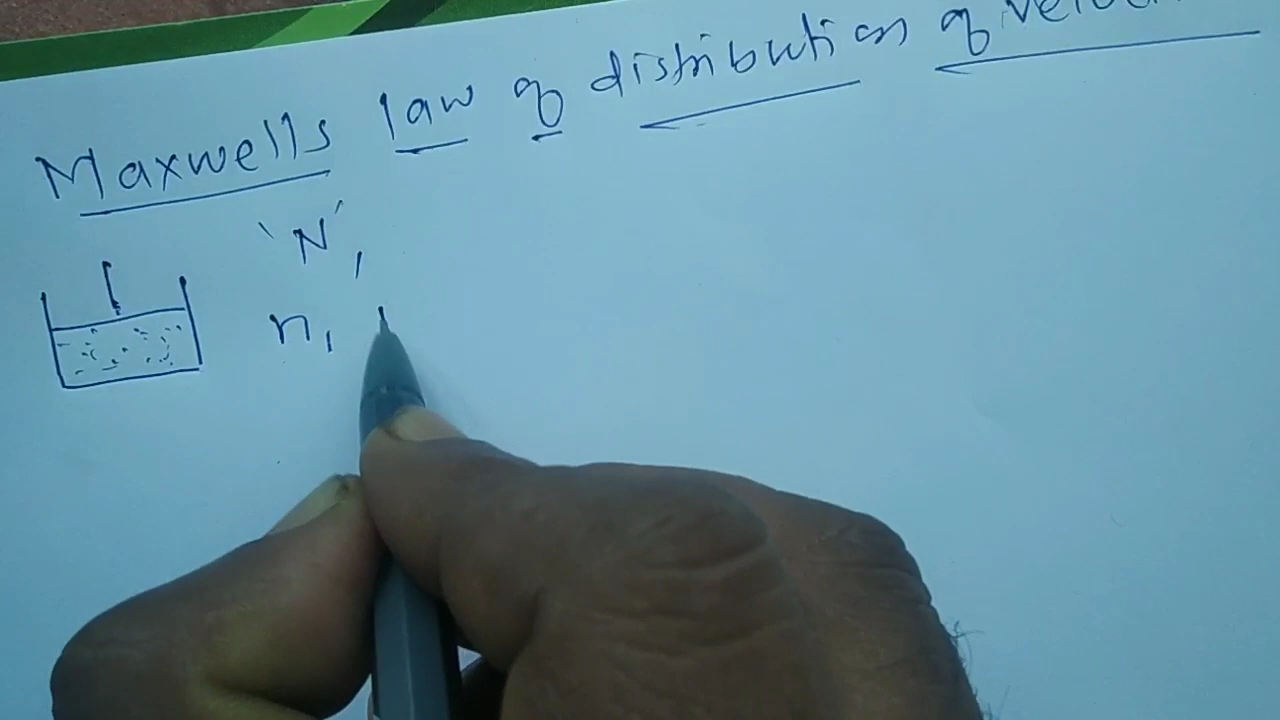 Maxwells law of distribution of
'N',
n,